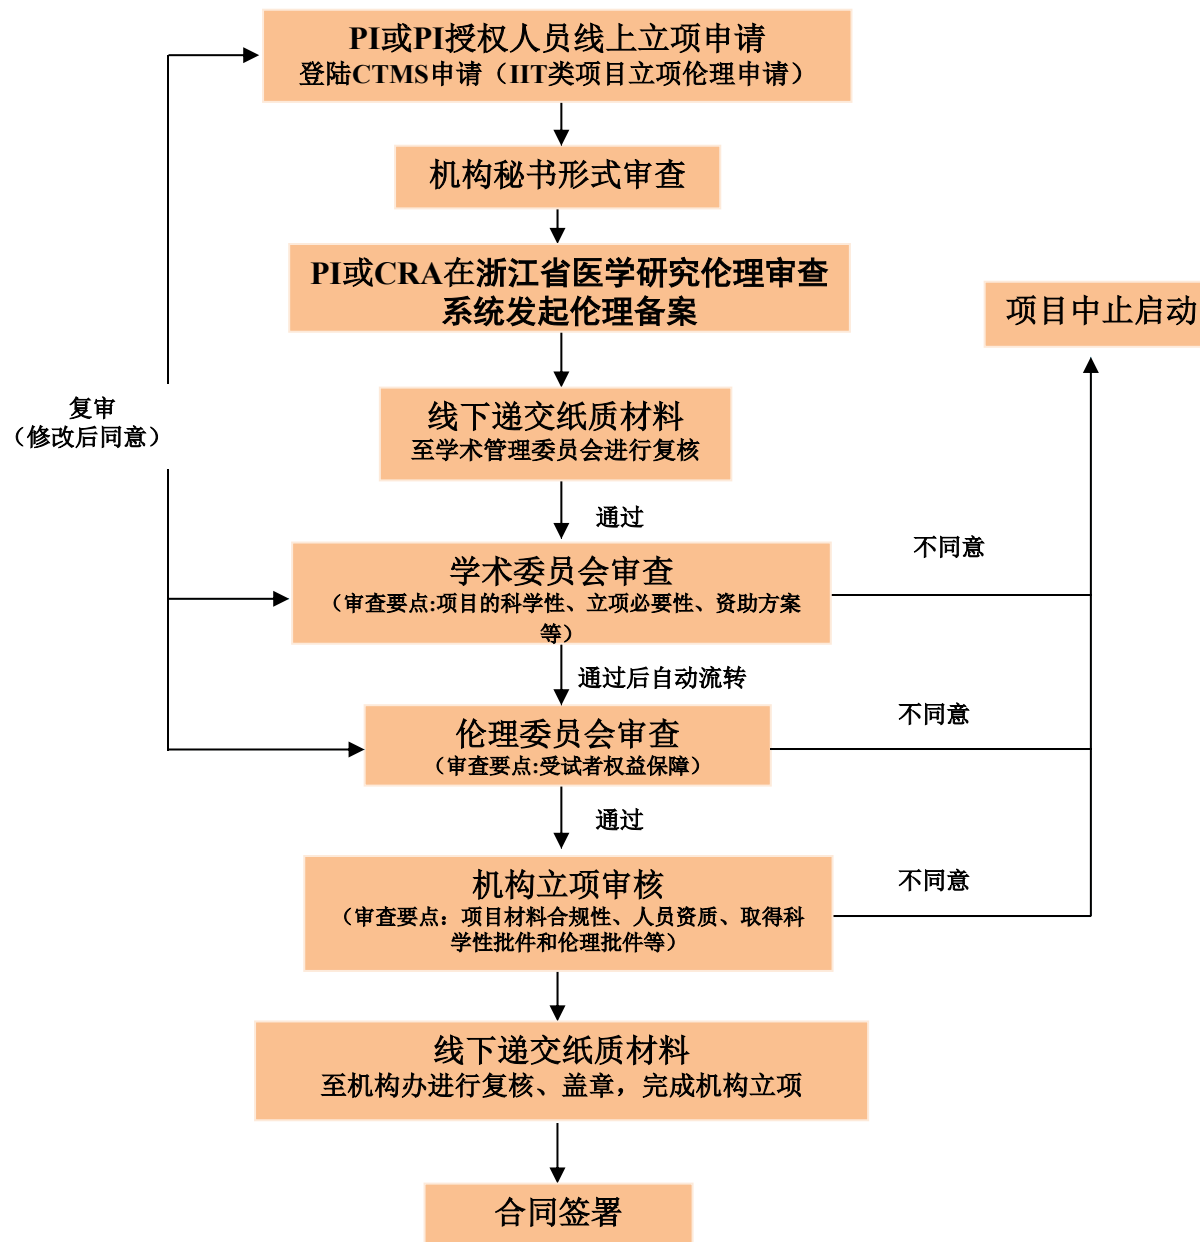 PI或PI授权人员线上立项申请
登陆CTMS申请（IIT类项目立项伦理申请）
机构秘书形式审查
PI或CRA在浙江省医学研究伦理审查
系统发起伦理备案
项目中止启动
线下递交纸质材料
至学术管理委员会进行复核
复审
（修改后同意）
通过
不同意
学术委员会审查
（审查要点:项目的科学性、立项必要性、资助方案
等）
通过后自动流转
不同意
伦理委员会审查
（审查要点:受试者权益保障）
通过
不同意
机构立项审核
（审查要点：项目材料合规性、人员资质、取得科
学性批件和伦理批件等）
线下递交纸质材料
至机构办进行复核、盖章，完成机构立项
合同签署